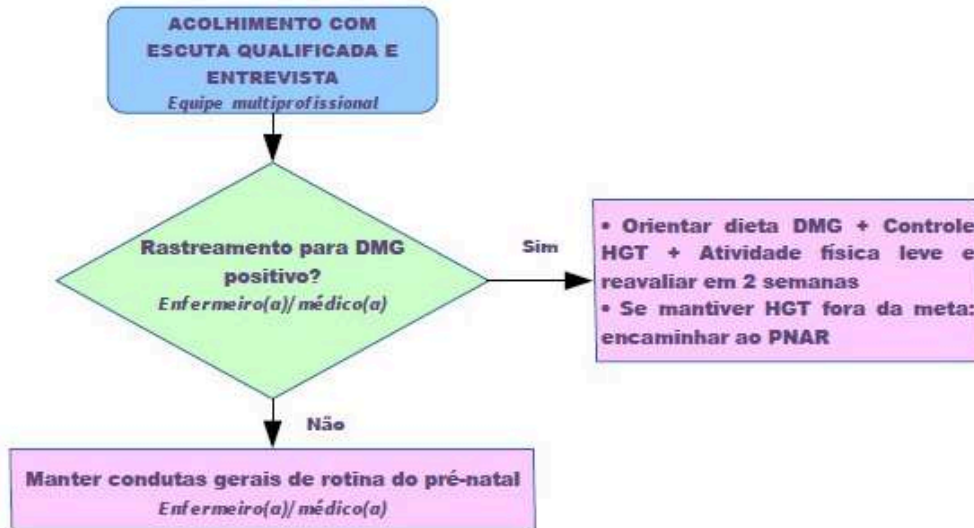 ACOLHIMENTO COM
ESCUTA QUALIFICADA E
ENTREVISTA
Equipe multiprofissional
Rastreamento para DMG
positivo?
Enfermeiro(a)/médico(a)
Sim
• Orientar dieta DMG + Controle
HGT + Atividade física leve e
reavaliar em 2 semanas
• Se mantiver HGT fora da meta:
encaminhar ao PNAR
Não
Manter condutas gerais de rotina do pré-natal
Enfermeiro(a)/médico(a)